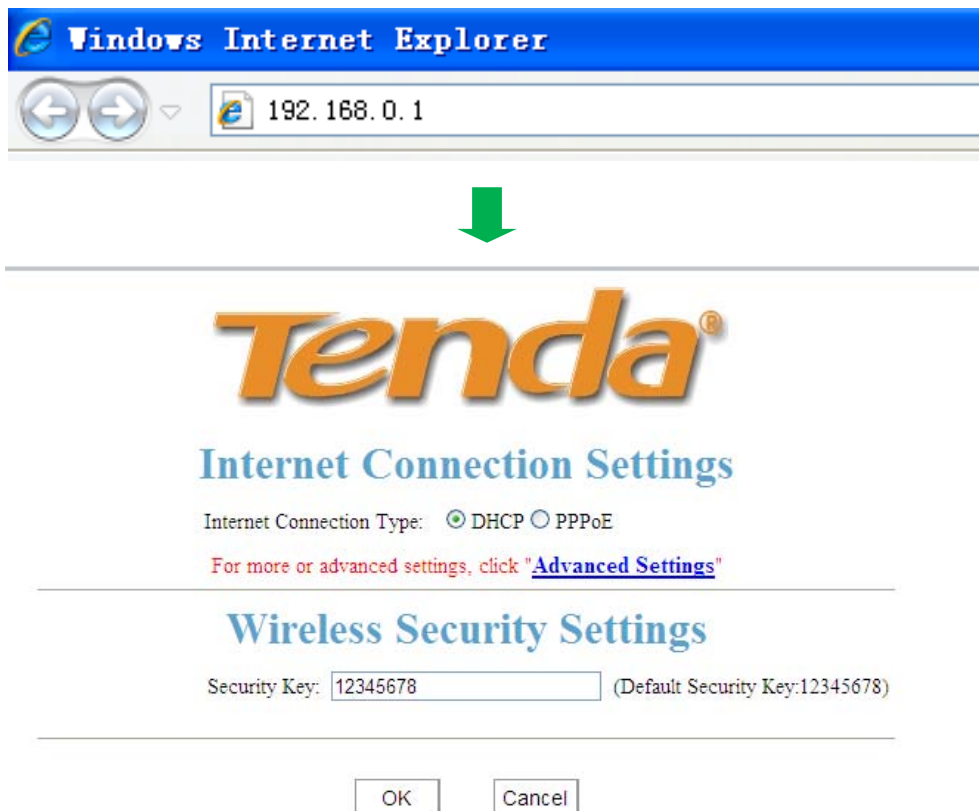 Windows Internet Explorer
192.168.0.1
Tenda®
Internet Connection Settings
Internet Connection Type: DHCP PPPoE
For more or advanced settings, click "Advanced Settings"
Wireless Security Settings
Security Key: 12345678 (Default Security Key:12345678)
OK Cancel